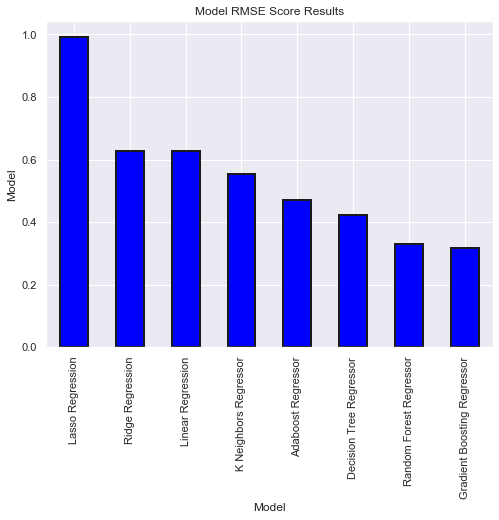 Model RMSE Score Results
1.0
0.8
0.6
0.4
0.2
0.0
Model
Lasso Regression
Ridge Regression
Linear Regression
K Neighbors Regressor
Adaboost Regressor
Decision Tree Regressor
Random Forest Regressor
Gradient Boosting Regressor
Model